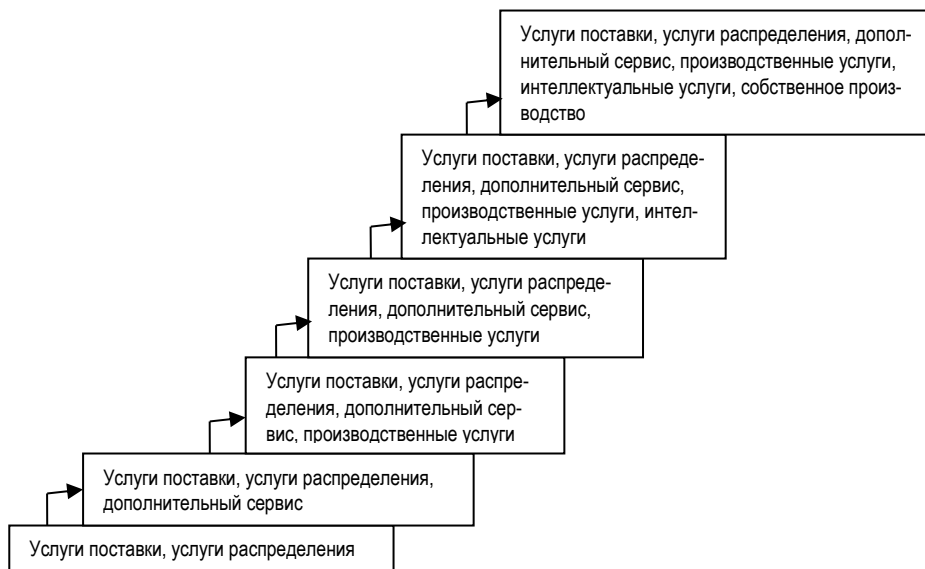 Услуги поставки, услуги распределения, допол-
нительный сервис, производственные услуги,
интеллектуальные услуги, собственное произ-
водство
Услуги поставки, услуги распреде-
ления, дополнительный сервис,
производственные услуги, интел-
лектуальные услуги
Услуги поставки, услуги распреде-
ления, дополнительный сервис,
производственные услуги
Услуги поставки, услуги распре-
деления, дополнительный сер-
вис, производственные услуги
Услуги поставки, услуги распределения,
дополнительный сервис
Услуги поставки, услуги распределения